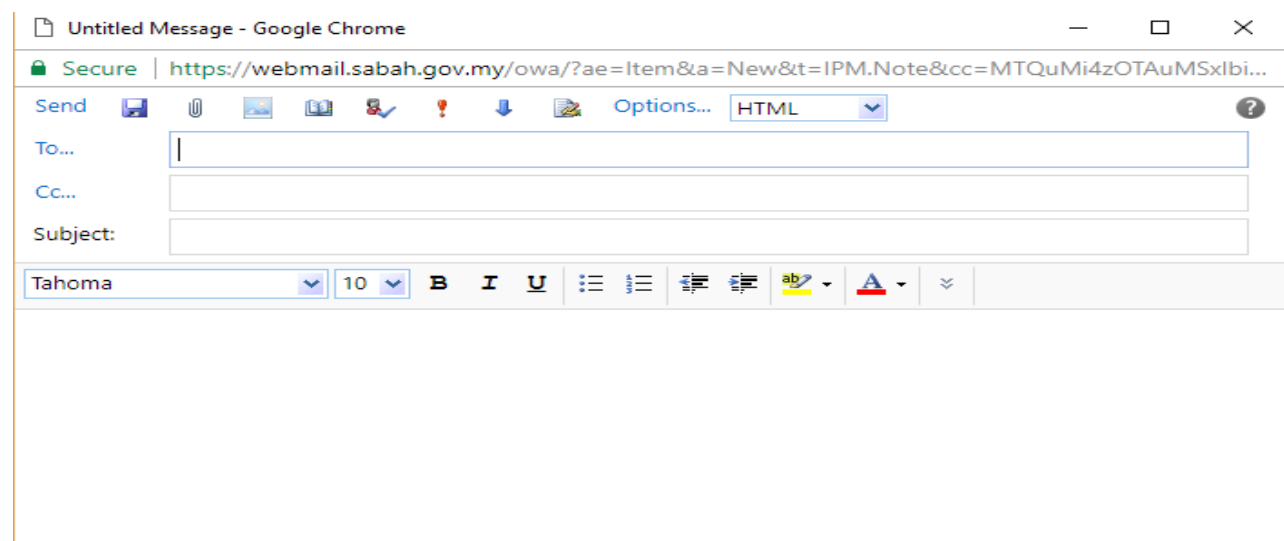 Untitled Message - Google Chrome
Secure | https://webmail.sabah.gov.my/owa/?ae=Item&a=New&t=IPM.Note&cc=MTQuMi4zOTAuMSxlbi...
Send Options... HTML
To...
Cc...
Subject:
Tahoma 10 B I U ab A